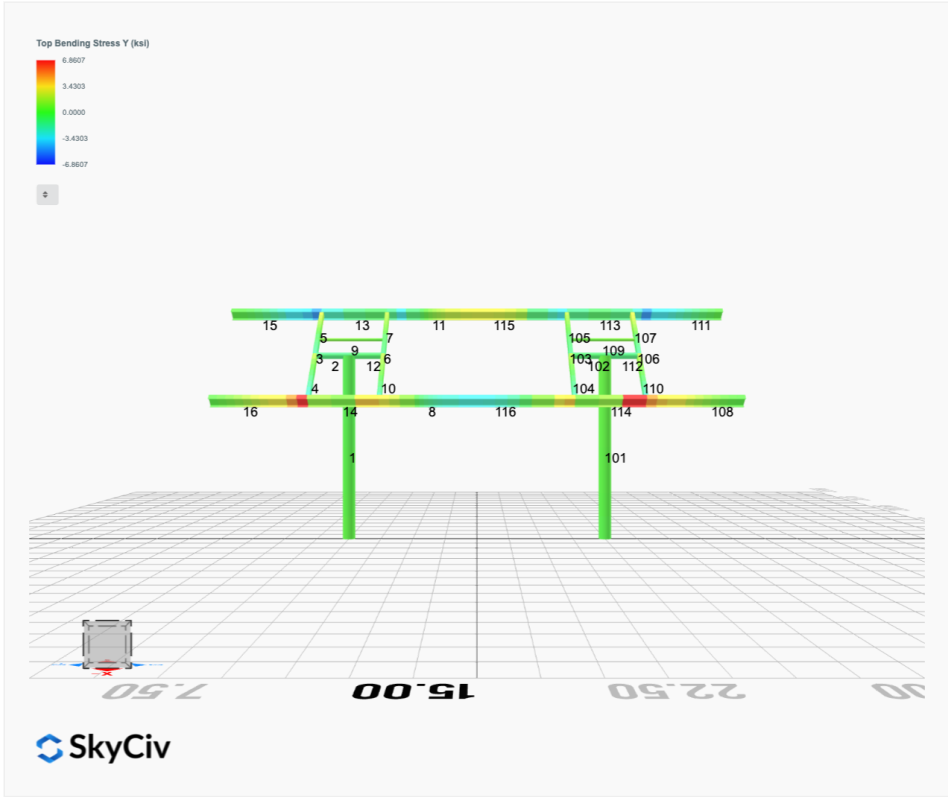 Top Bending Stress Y (ksi)
6.8607
3.4303
0.0000
-3.4303
-6.8607
15 13 11 115 113 111
5 7 105 107
9 109
3 6 103 106
2 12 102 112
4 10 104 110
16 14 8 116 114 108
1 101
x
7.50 15.00 22.50
SkyCiv